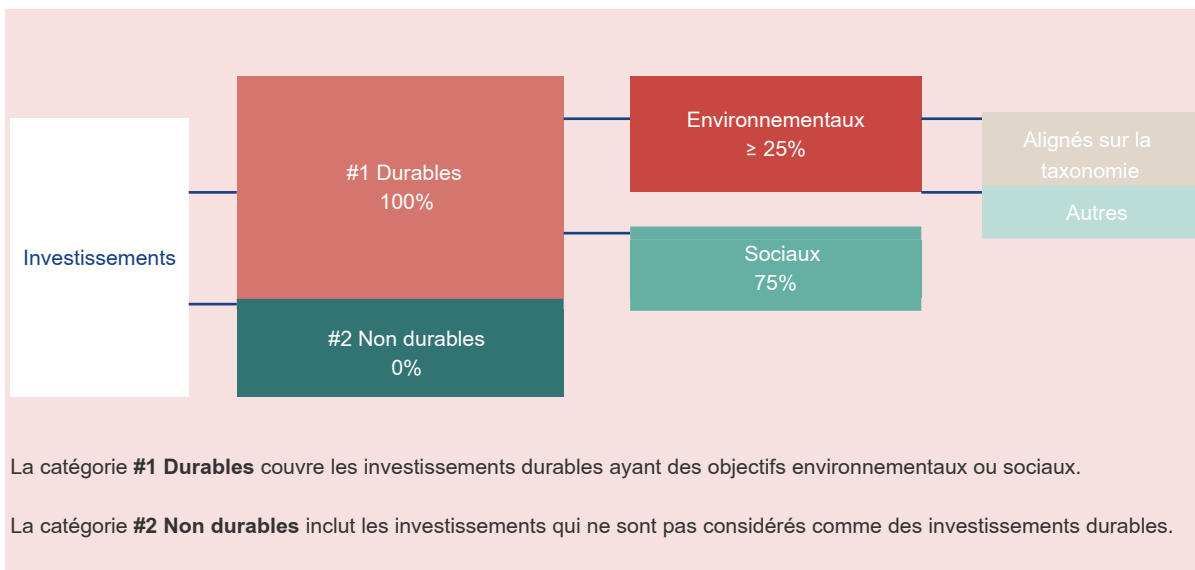 Investissements
#1 Durables
100%
#2 Non durables
0%
Environnementaux
≥ 25%
Sociaux
75%
Alignés sur la
taxonomie
Autres
La catégorie #1 Durables couvre les investissements durables ayant des objectifs environnementaux ou sociaux.
La catégorie #2 Non durables inclut les investissements qui ne sont pas considérés comme des investissements durables.